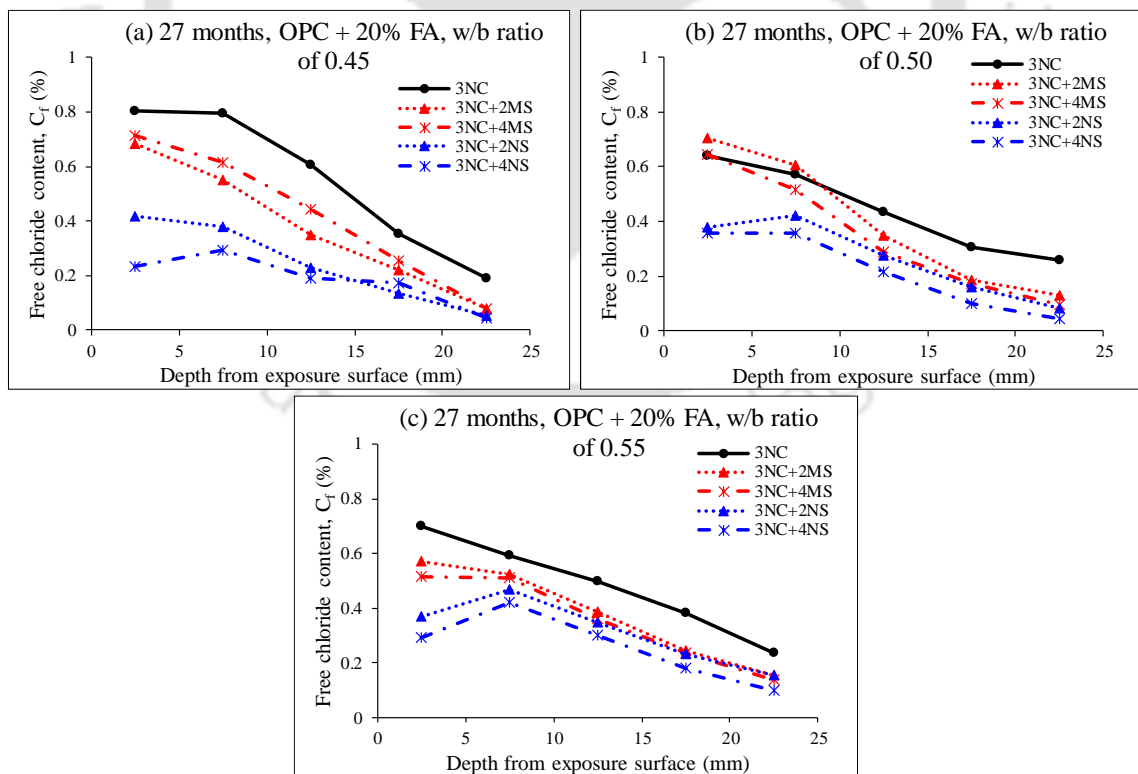 (a) 27 months, OPC + 20% FA, w/b ratio
of 0.45
Free chloride content, C_f (%)
1
0.8
0.6
0.4
0.2
0
3NC
3NC+2MS
3NC+4MS
3NC+2NS
3NC+4NS
0 5 10 15 20 25
Depth from exposure surface (mm)
(b) 27 months, OPC + 20% FA, w/b ratio
of 0.50
Free chloride content, C_f (%)
1
0.8
0.6
0.4
0.2
0
3NC
3NC+2MS
3NC+4MS
3NC+2NS
3NC+4NS
0 5 10 15 20 25
Depth from exposure surface (mm)
(c) 27 months, OPC + 20% FA, w/b ratio
of 0.55
Free chloride content, C_f (%)
1
0.8
0.6
0.4
0.2
0
3NC
3NC+2MS
3NC+4MS
3NC+2NS
3NC+4NS
0 5 10 15 20 25
Depth from exposure surface (mm)